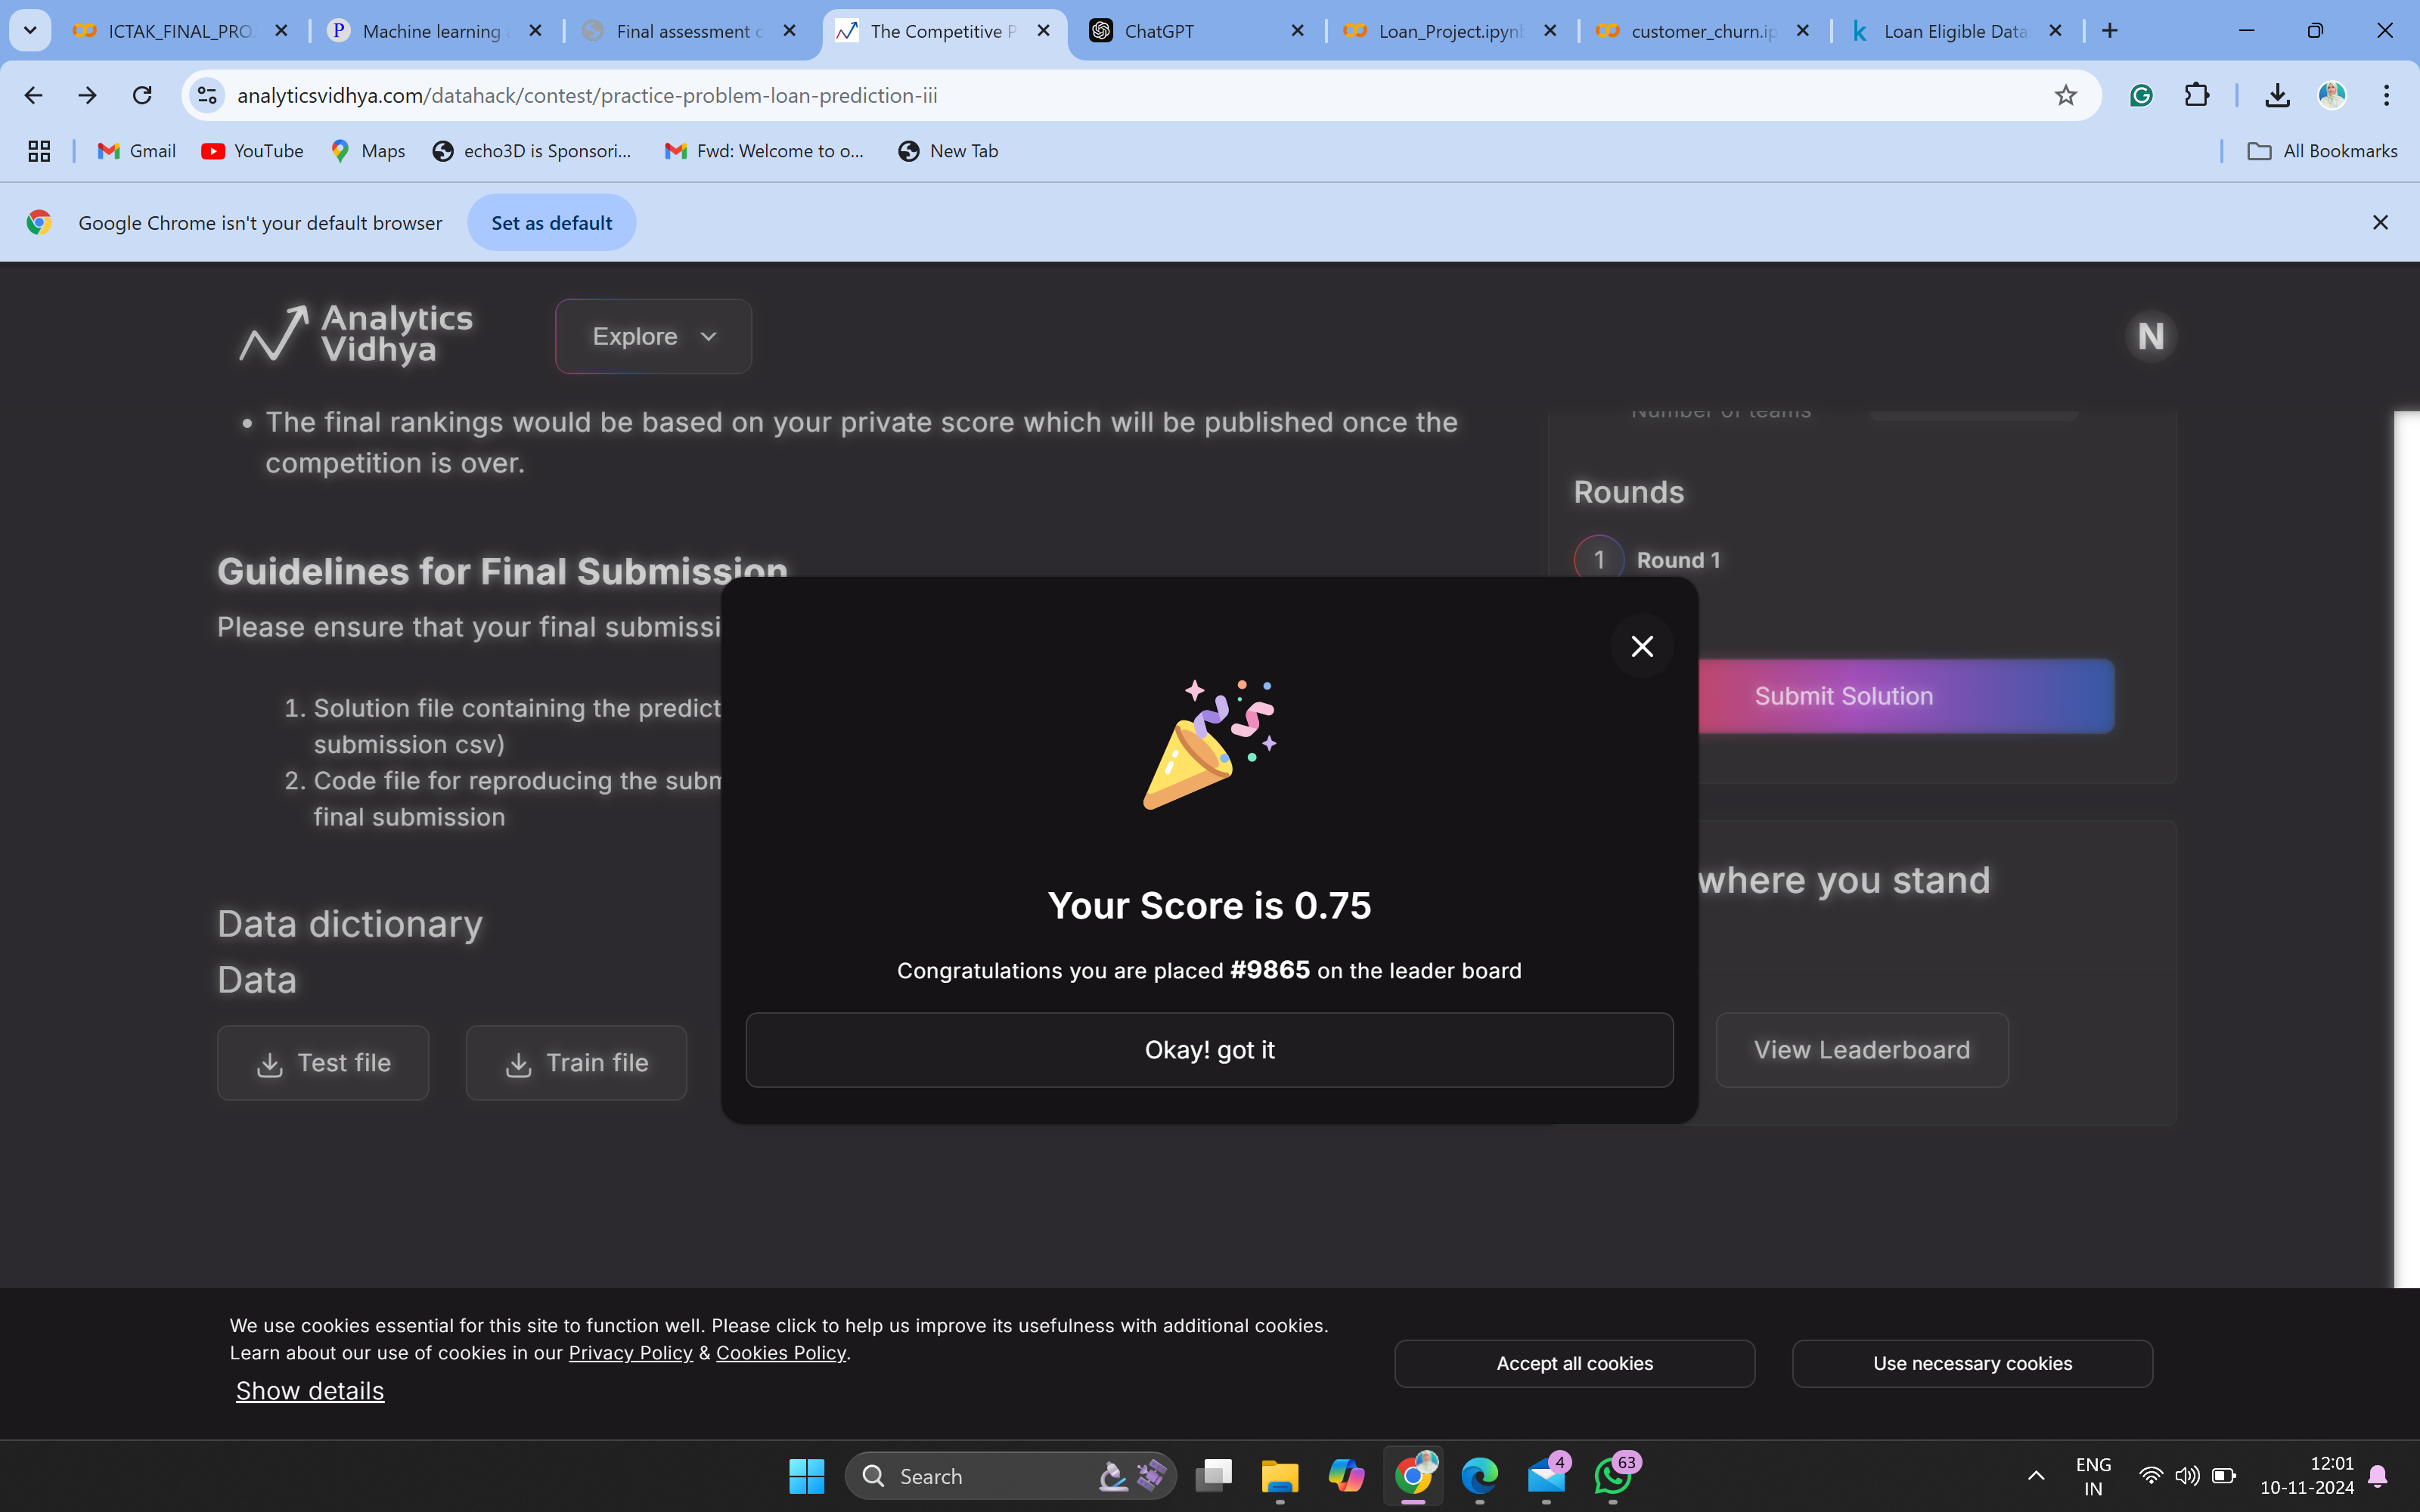 ICTAK_FINAL_PRO
Machine learning
Final assessment
The Competitive P
ChatGPT
Loan_Project.ipyn
customer_churn.ip
Loan Eligible Data
analyticsvidhya.com/datahack/contest/practice-problem-loan-prediction-iii
Gmail
YouTube
Maps
echo3D is Sponsori...
Fwd: Welcome to o...
New Tab
All Bookmarks
Google Chrome isn't your default browser
Set as default
Analytics
Vidhya
Explore
N
The final rankings would be based on your private score which will be published once the
competition is over.
Number of teams
Rounds
1 Round 1
Guidelines for Final Submission
Please ensure that your final submissi
1. Solution file containing the predict
submission csv)
2. Code file for reproducing the subm
final submission
Submit Solution
where you stand
View Leaderboard
Your Score is 0.75
Congratulations you are placed #9865 on the leader board
Okay! got it
Data dictionary
Data
Test file
Train file
We use cookies essential for this site to function well. Please click to help us improve its usefulness with additional cookies.
Learn about our use of cookies in our Privacy Policy & Cookies Policy.
Show details
Accept all cookies
Use necessary cookies
Search
4
63
ENG
IN
12:01
10-11-2024